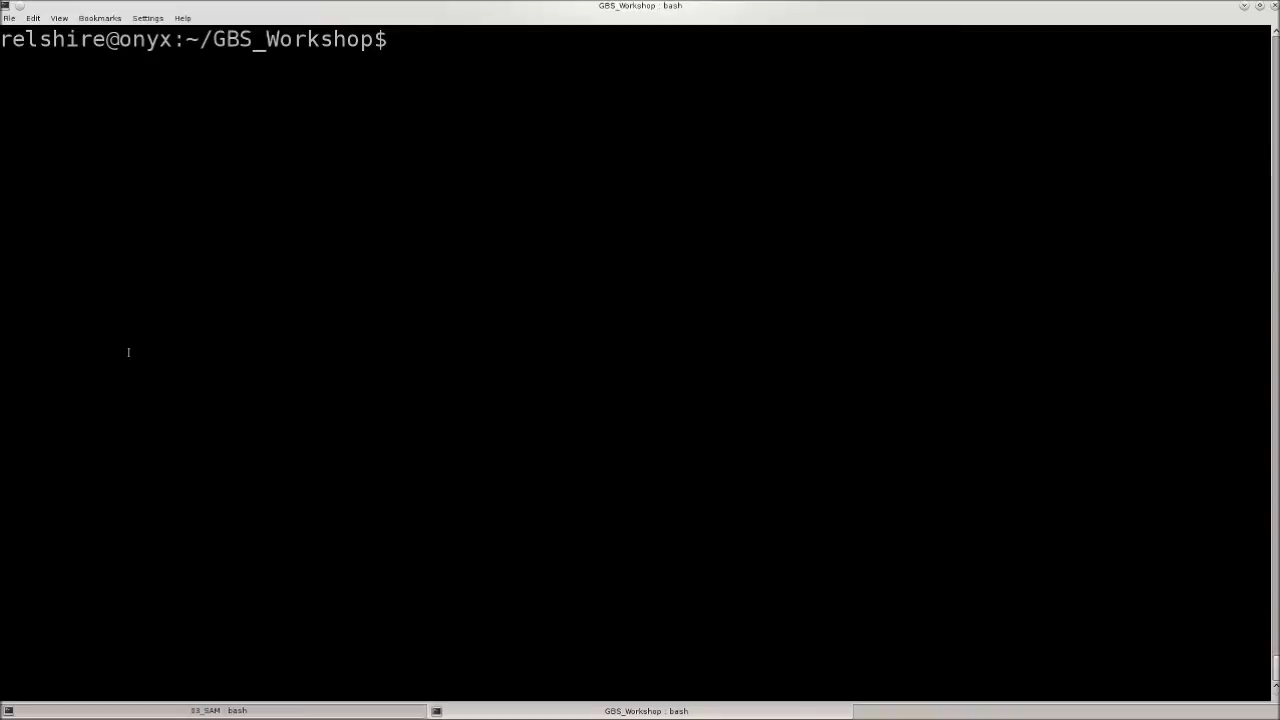 GBS_Workshop : bash
File Edit View Bookmarks Settings Help
relshire@onyx:~/GBS_Workshop$
03_SAM : bash
GBS_Workshop : bash